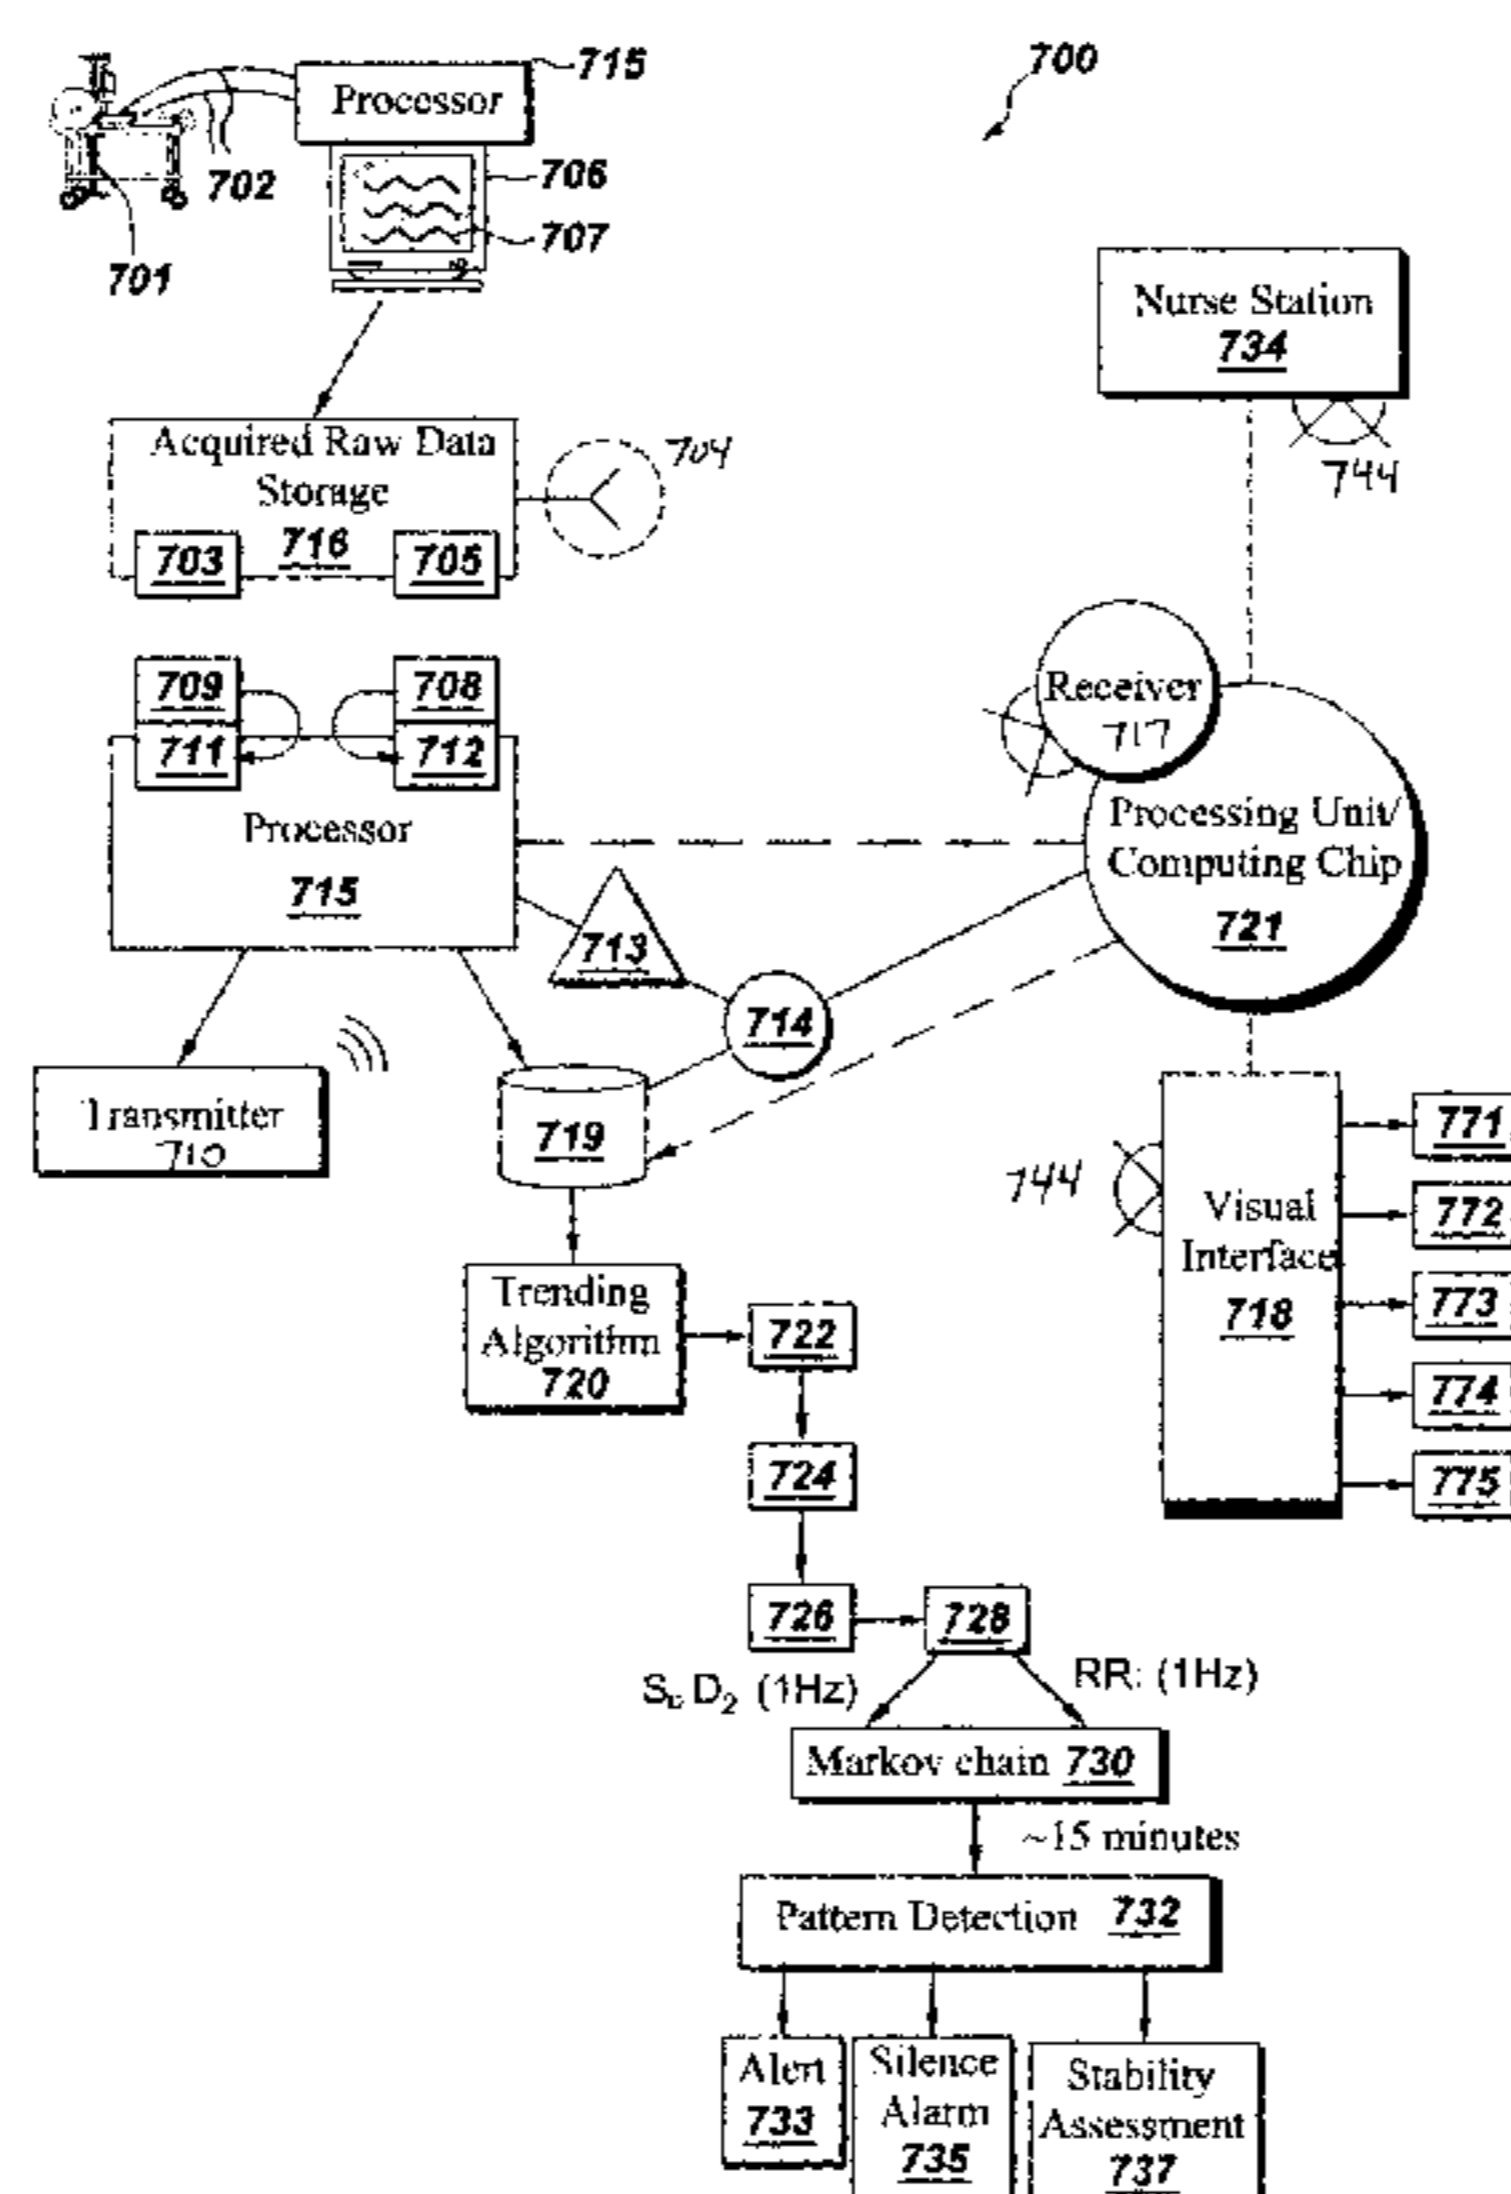 715
Processor
700
702
706
707
701
Nurse Station
734
744
Acquired Raw Data
Storage
716
703
705
704
709
708
711
712
Processor
715
Receiver
717
Processing Unit/
Computing Chip
721
713
714
Transmitter
710
719
744
Visual
Interface
718
771
772
773
774
775
Trending
Algorithm
720
722
724
726
728
D2 (1Hz)
RR: (1Hz)
Markov chain 730
~15 minutes
Pattern Detection 732
Alert
733
Silence
Alarm
735
Stability
Assessment
737